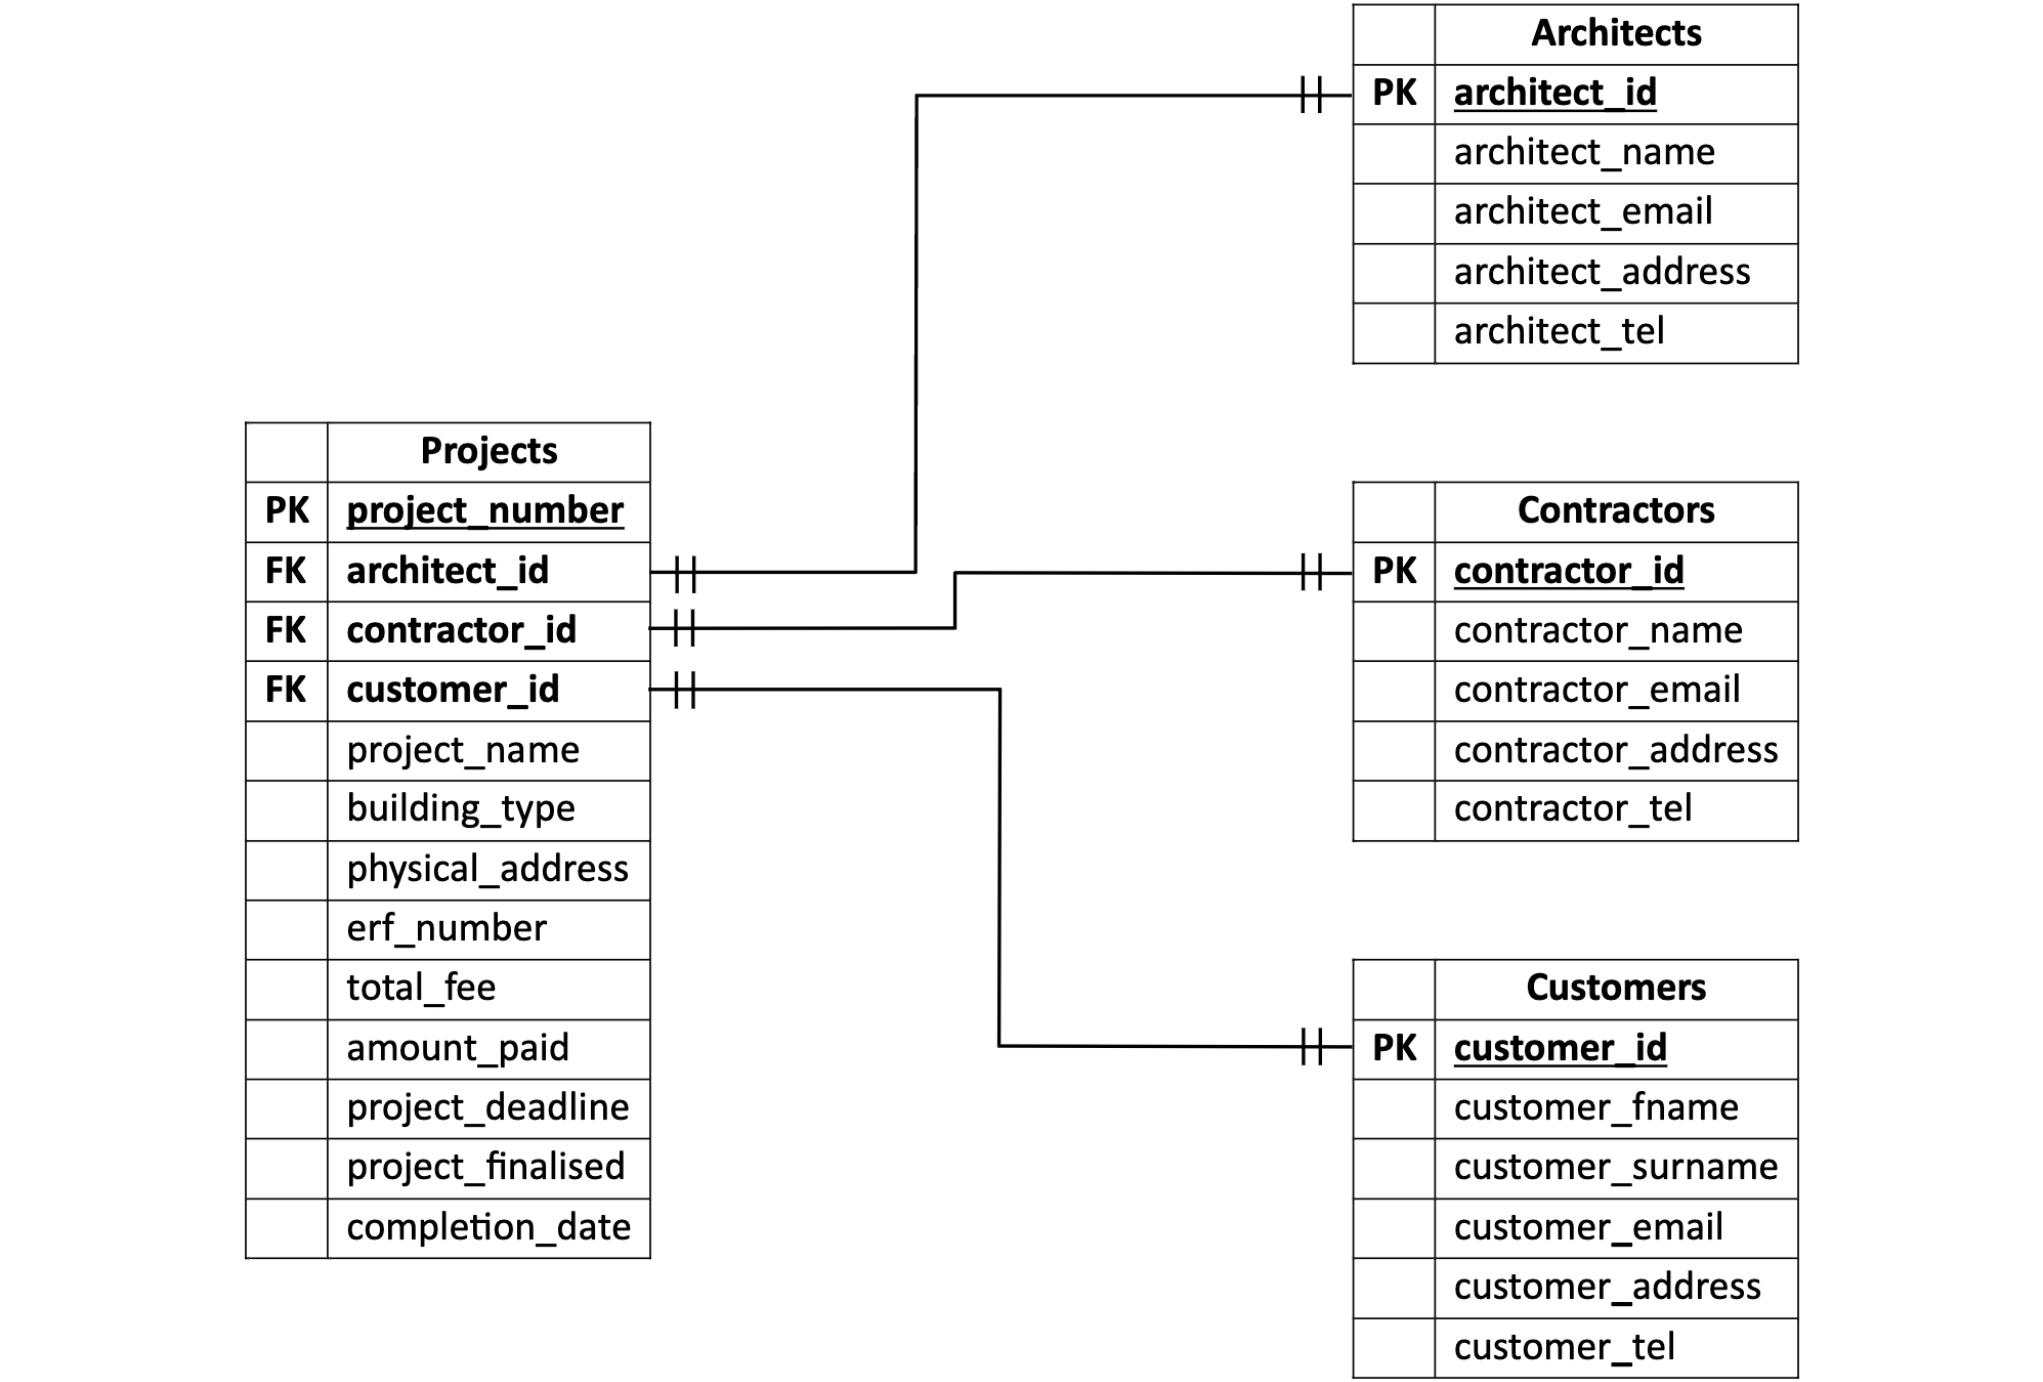 Architects
PK architect_id
architect_name
architect_email
architect_address
architect_tel
Projects
PK project_number
FK architect_id
FK contractor_id
FK customer_id
project_name
building_type
physical_address
erf_number
total_fee
amount_paid
project_deadline
project_finalised
completion_date
Contractors
PK contractor_id
contractor_name
contractor_email
contractor_address
contractor_tel
Customers
PK customer_id
customer_fname
customer_surname
customer_email
customer_address
customer_tel